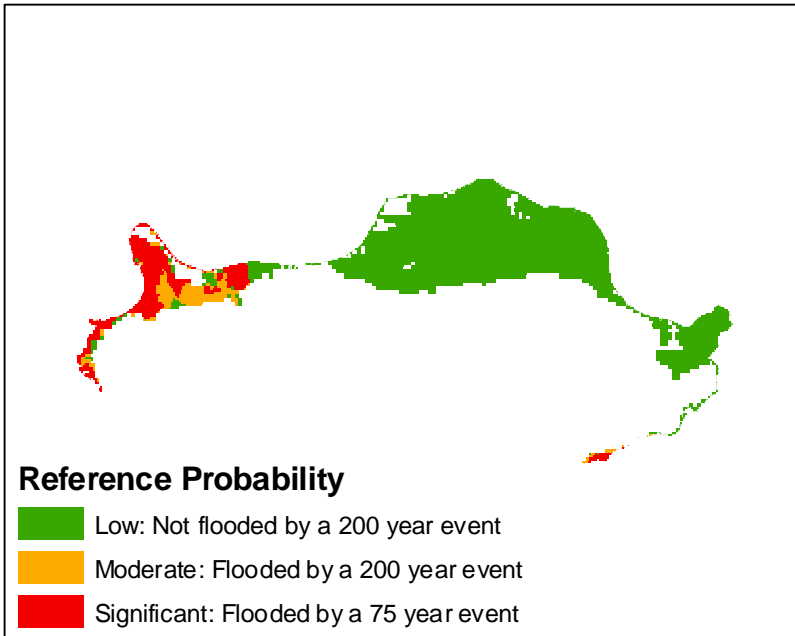 Reference Probability
Low: Not flooded by a 200 year event
Moderate: Flooded by a 200 year event
Significant: Flooded by a 75 year event